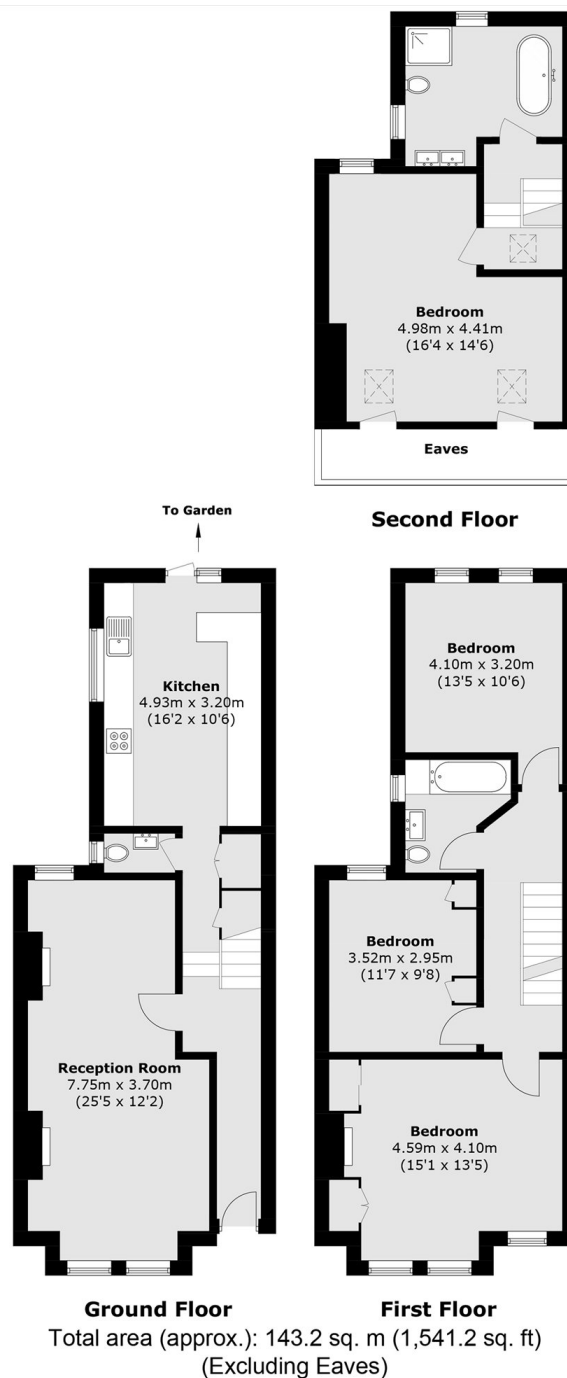 Bedroom
4.98m x 4.41m
(16'4 x 14'6)
Eaves
Second Floor
To Garden
Kitchen
4.93m x 3.20m
(16'2 x 10'6)
Reception Room
7.75m x 3.70m
(25'5 x 12'2)
Ground Floor
Bedroom
4.10m x 3.20m
(13'5 x 10'6)
Bedroom
3.52m x 2.95m
(11'7 x 9'8)
Bedroom
4.59m x 4.10m
(15'1 x 13'5)
First Floor
Total area (approx.): 143.2 sq. m (1,541.2 sq. ft)
(Excluding Eaves)